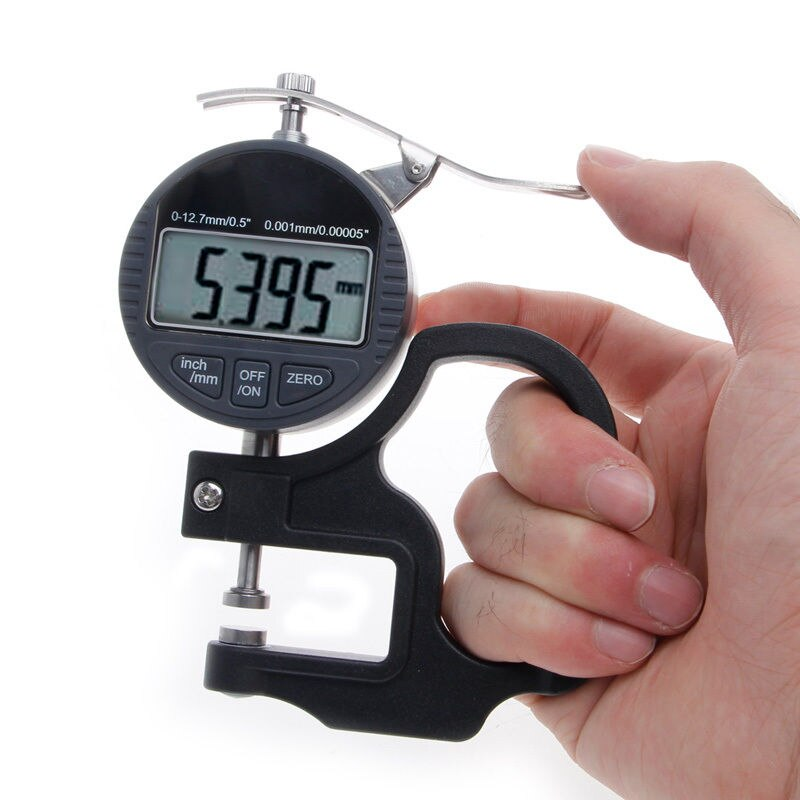 0-12.7mm/0.5" 0.001mm/0.00005"
5.395 mm
inch
/mm
OFF
/ON
ZERO